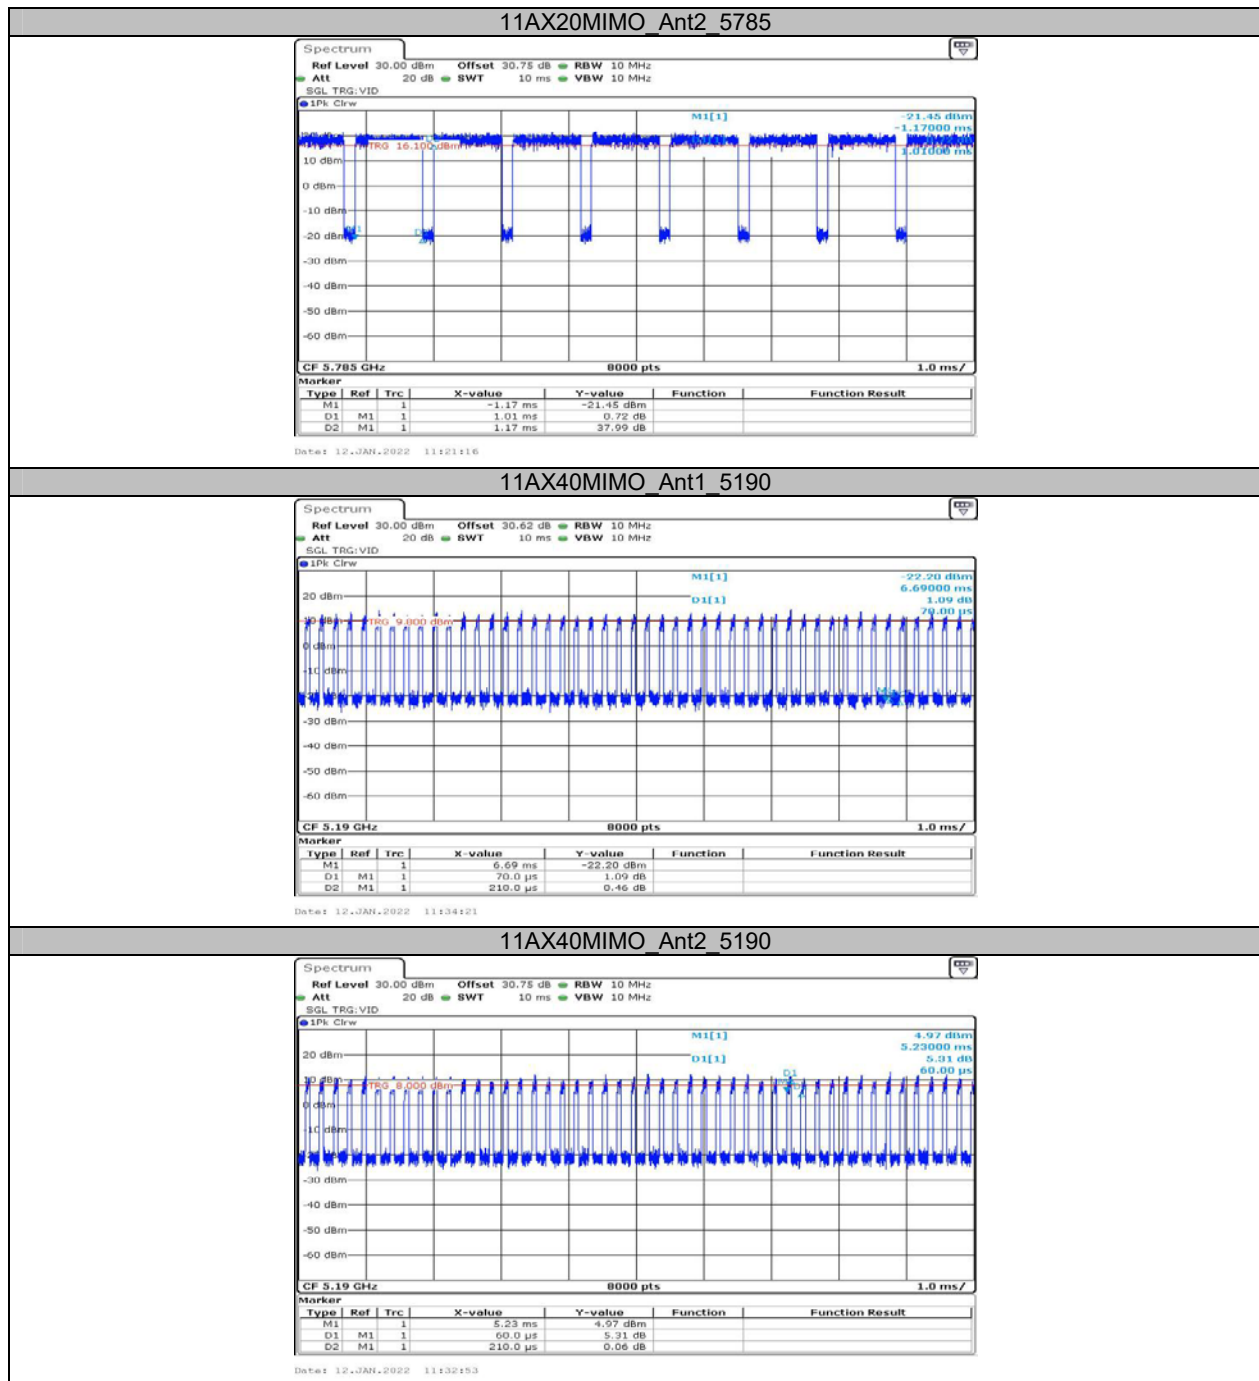 11AX20MIMO_Ant2_5785
Spectrum
Ref Level 30.00 dBm Offset 30.75 dB RBW 10 MHz
Att 20 dB SWT 10 ms VBW 10 MHz
SGL TRG:VID
1Pk Clrw
M1[1] -21.45 dBm
-1.17000 ms
TRG 16.100 dBm
1.01000 ms
10 dBm
0 dBm
-10 dBm
-20 dBm
-30 dBm
-40 dBm
-50 dBm
-60 dBm
CF 5.785 GHz 8000 pts 1.0 ms/
Marker
Type Ref Trc X-value Y-value Function Function Result
M1 1 -1.17 ms -21.45 dBm
D1 M1 1 1.01 ms 0.72 dB
D2 M1 1 1.17 ms 37.99 dB
Date: 12.JAN.2022 11:21:16
11AX40MIMO_Ant1_5190
Spectrum
Ref Level 30.00 dBm Offset 30.62 dB RBW 10 MHz
Att 20 dB SWT 10 ms VBW 10 MHz
SGL TRG:VID
1Pk Clrw
M1[1] -22.20 dBm
6.69000 ms
20 dBm D1[1] 1.09 dB
70.00 µs
TRG 9.800 dBm
0 dBm
-10 dBm
-30 dBm
-40 dBm
-50 dBm
-60 dBm
CF 5.19 GHz 8000 pts 1.0 ms/
Marker
Type Ref Trc X-value Y-value Function Function Result
M1 1 6.69 ms -22.20 dBm
D1 M1 1 70.0 µs 1.09 dB
D2 M1 1 210.0 µs 0.46 dB
Date: 12.JAN.2022 11:34:21
11AX40MIMO_Ant2_5190
Spectrum
Ref Level 30.00 dBm Offset 30.75 dB RBW 10 MHz
Att 20 dB SWT 10 ms VBW 10 MHz
SGL TRG:VID
1Pk Clrw
M1[1] 4.97 dBm
5.23000 ms
20 dBm D1[1] 5.31 dB
60.00 µs
D1
10 dBm
TRG 8.000 dBm
0 dBm
-10 dBm
-30 dBm
-40 dBm
-50 dBm
-60 dBm
CF 5.19 GHz 8000 pts 1.0 ms/
Marker
Type Ref Trc X-value Y-value Function Function Result
M1 1 5.23 ms 4.97 dBm
D1 M1 1 60.0 µs 5.31 dB
D2 M1 1 210.0 µs 0.06 dB
Date: 12.JAN.2022 11:32:53